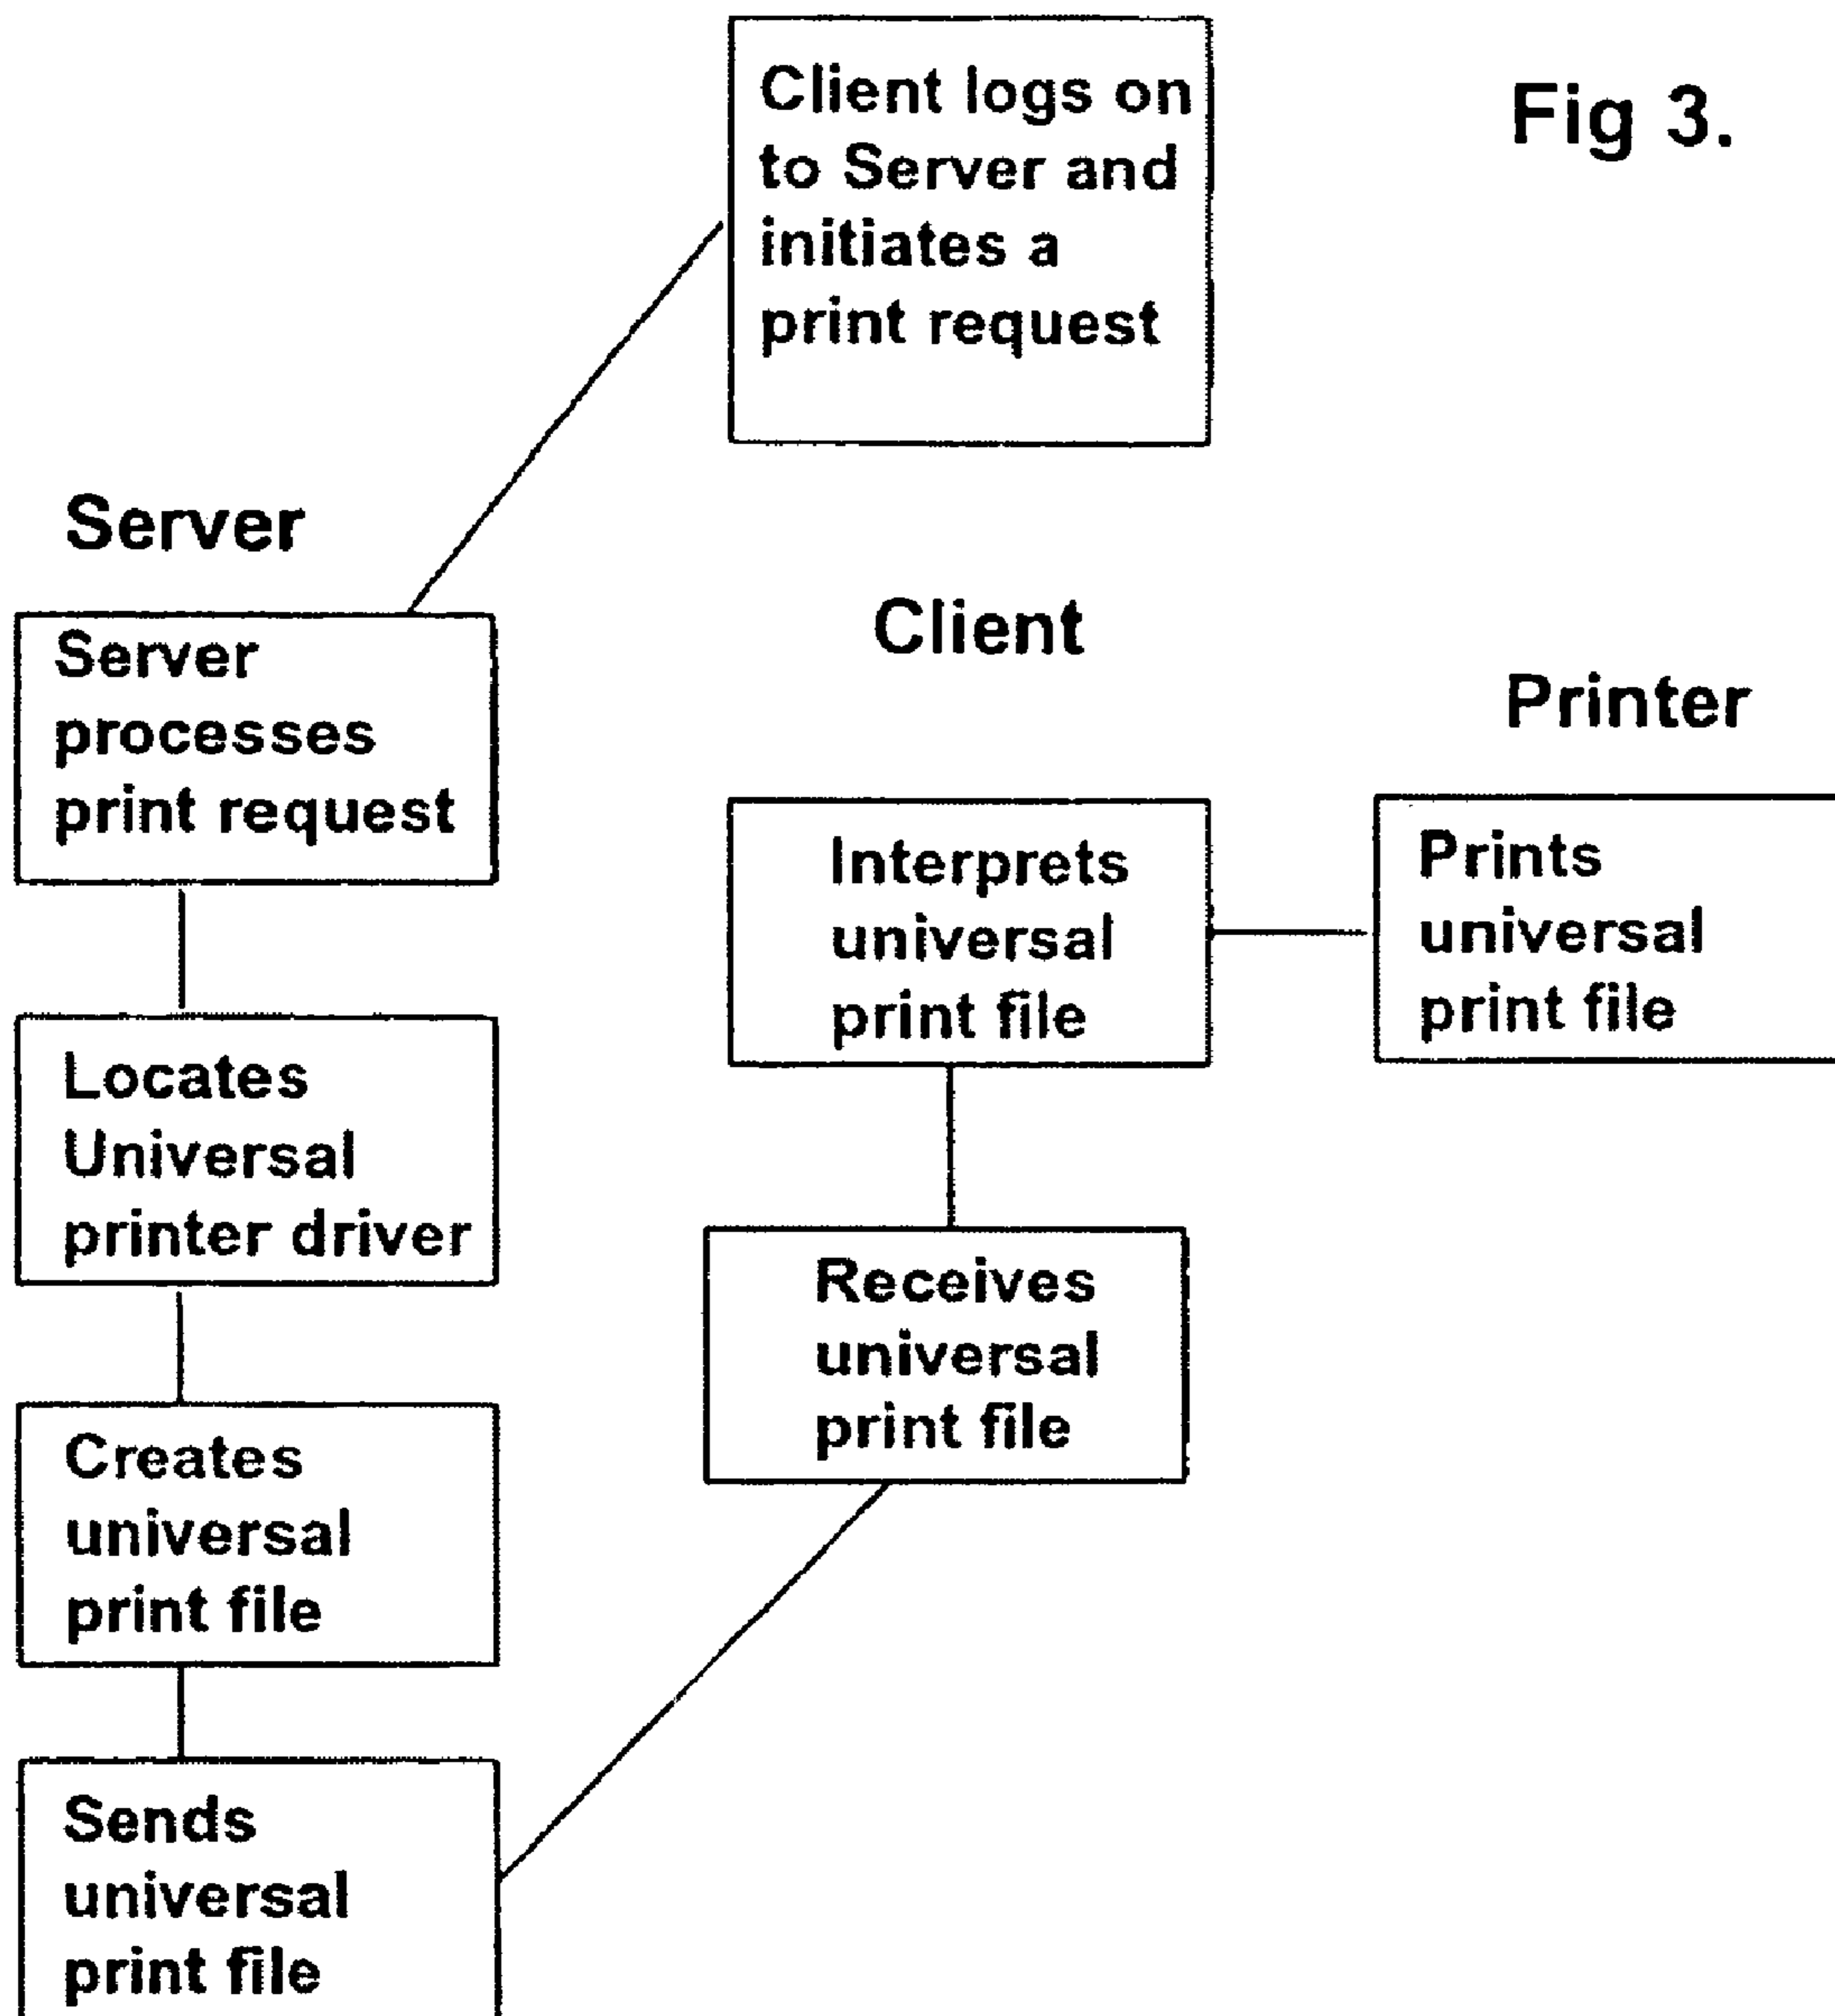 Fig 3.
Client logs on
to Server and
initiates a
print request
Server
Server
processes
print request
Locates
Universal
printer driver
Creates
universal
print file
Sends
universal
print file
Client
Interprets
universal
print file
Receives
universal
print file
Printer
Prints
universal
print file